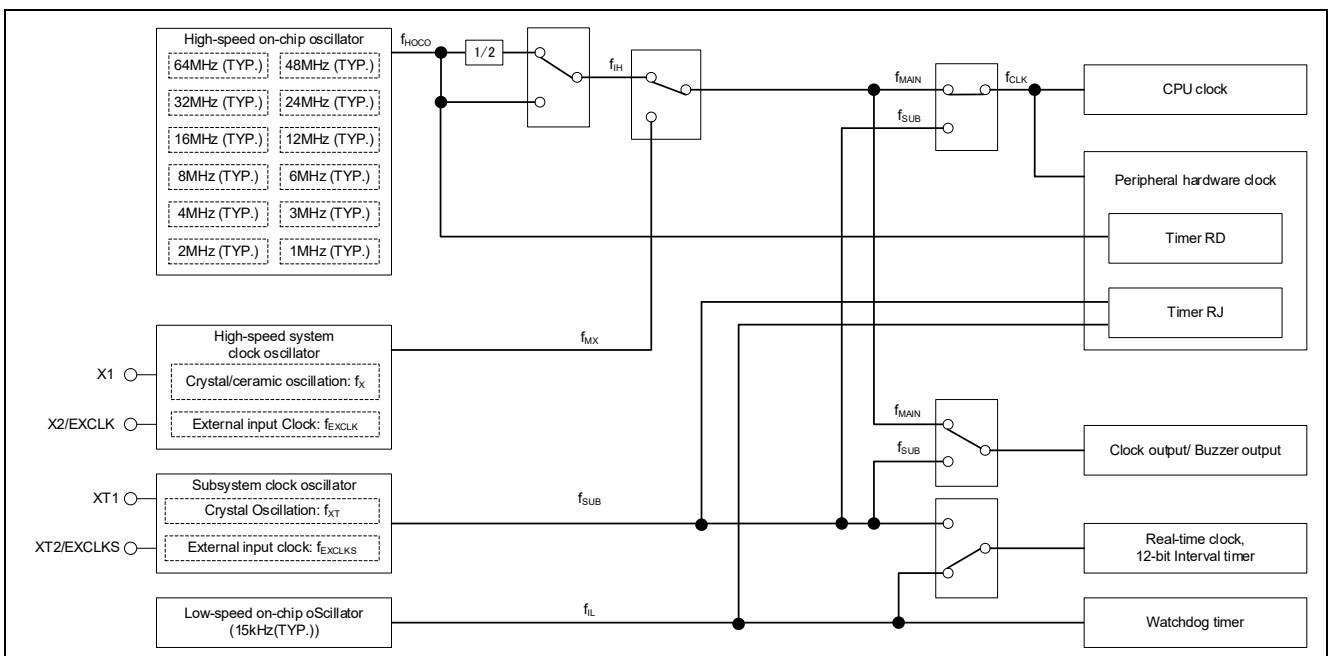 High-speed on-chip oscillator
64MHz (TYP.) 48MHz (TYP.)
32MHz (TYP.) 24MHz (TYP.)
16MHz (TYP.) 12MHz (TYP.)
8MHz (TYP.) 6MHz (TYP.)
4MHz (TYP.) 3MHz (TYP.)
2MHz (TYP.) 1MHz (TYP.)
fHOCO
1/2
fIH
fMAIN
fSUB
fCLK
CPU clock
Peripheral hardware clock
Timer RD
Timer RJ
High-speed system
clock oscillator
Crystal/ceramic oscillation: fX
External input Clock: fEXCLK
X1
X2/EXCLK
fMX
fMAIN
fSUB
Clock output/ Buzzer output
Subsystem clock oscillator
Crystal Oscillation: fXT
External input clock: fEXCLKS
XT1
XT2/EXCLKS
fSUB
Real-time clock,
12-bit Interval timer
Low-speed on-chip oScillator
(15kHz(TYP.))
fIL
Watchdog timer